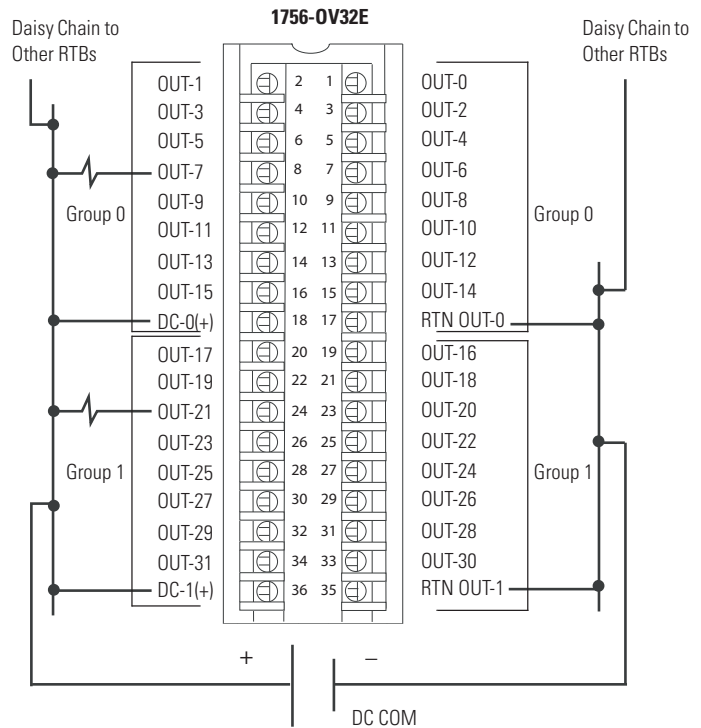 1756-OV32E
Daisy Chain to
Other RTBs
Daisy Chain to
Other RTBs
OUT-1 2 1 OUT-0
OUT-3 4 3 OUT-2
OUT-5 6 5 OUT-4
OUT-7 8 7 OUT-6
OUT-9 10 9 OUT-8
Group 0 Group 0
OUT-11 12 11 OUT-10
OUT-13 14 13 OUT-12
OUT-15 16 15 OUT-14
DC-0(+) 18 17 RTN OUT-0
OUT-17 20 19 OUT-16
OUT-19 22 21 OUT-18
OUT-21 24 23 OUT-20
OUT-23 26 25 OUT-22
Group 1 OUT-25 28 27 OUT-24 Group 1
OUT-27 30 29 OUT-26
OUT-29 32 31 OUT-28
OUT-31 34 33 OUT-30
DC-1(+) 36 35 RTN OUT-1
+ –
DC COM